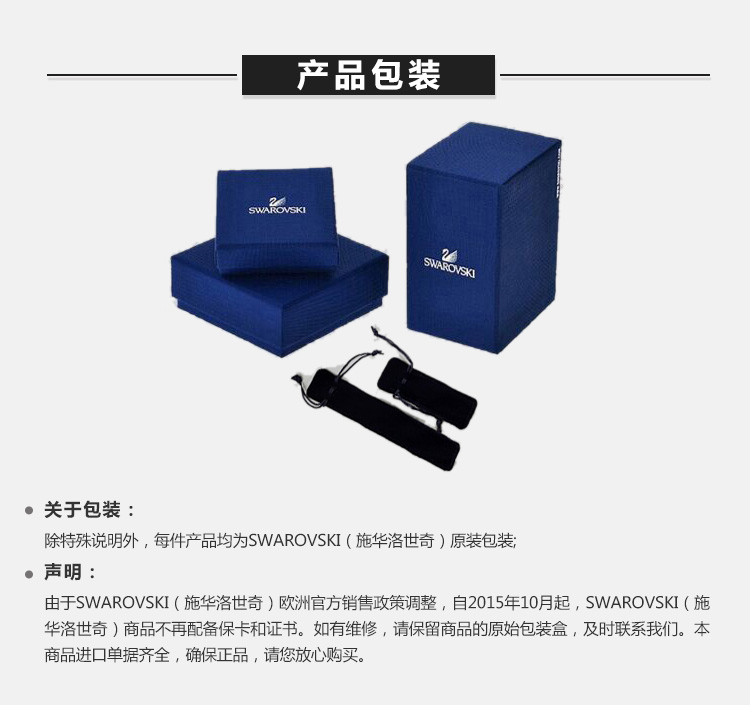 产品包装
SWAROVSKI
SWAROVSKI
关于包装：
除特殊说明外，每件产品均为SWAROVSKI（施华洛世奇）原装包装;
声明：
由于SWAROVSKI（施华洛世奇）欧洲官方销售政策调整，自2015年10月起，SWAROVSKI（施
华洛世奇）商品不再配备保卡和证书。如有维修，请保留商品的原始包装盒，及时联系我们。本
商品进口单据齐全，确保正品，请您放心购买。